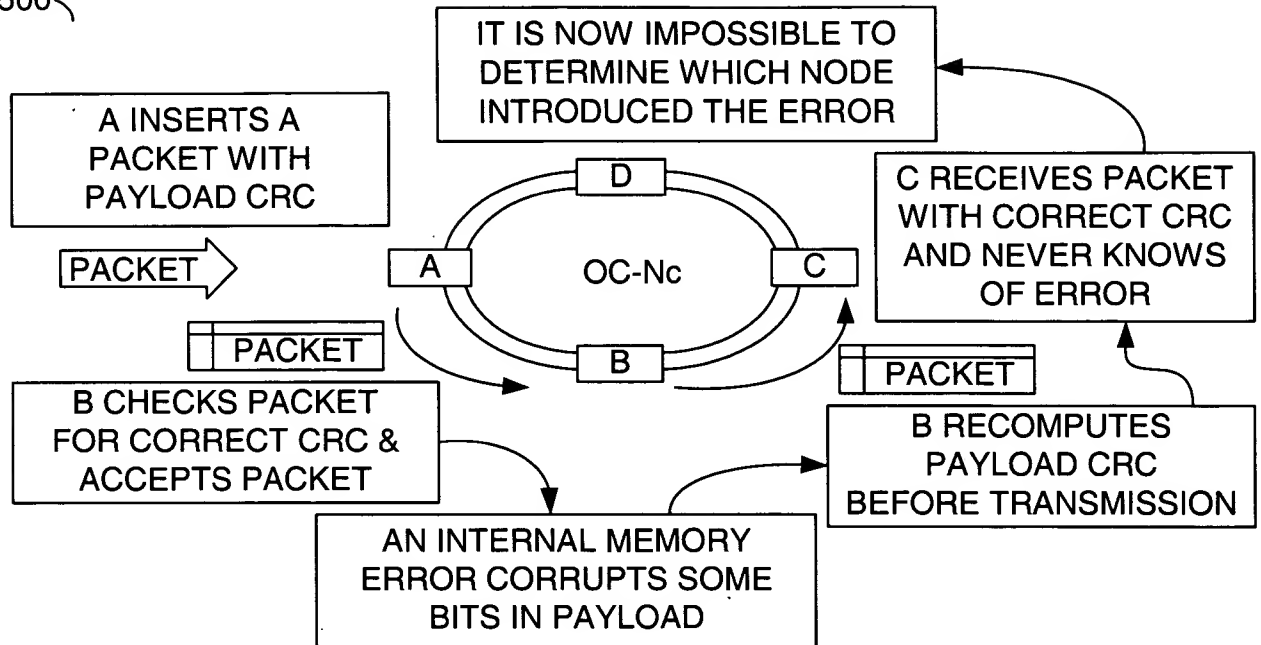 IT IS NOW IMPOSSIBLE TO
DETERMINE WHICH NODE
INTRODUCED THE ERROR
A INSERTS A
PACKET WITH
PAYLOAD CRC
D
C RECEIVES PACKET
WITH CORRECT CRC
AND NEVER KNOWS
OF ERROR
PACKET
A
OC-Nc
C
PACKET
B
PACKET
B CHECKS PACKET
FOR CORRECT CRC &
ACCEPTS PACKET
B RECOMPUTES
PAYLOAD CRC
BEFORE TRANSMISSION
AN INTERNAL MEMORY
ERROR CORRUPTS SOME
BITS IN PAYLOAD